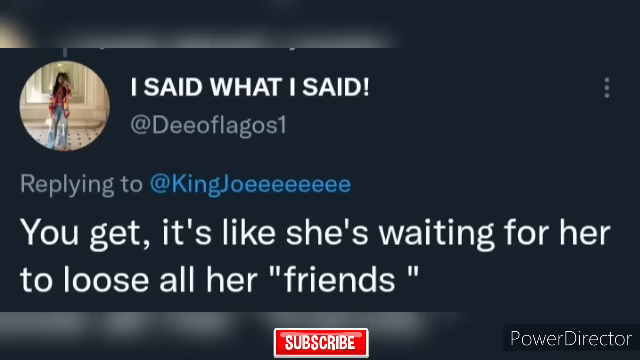 I SAID WHAT I SAID!
@Deeoflagos1
Replying to @KingJoeeeeeeee
You get, it's like she's waiting for her
to loose all her "friends "
SUBSCRIBE
PowerDirector